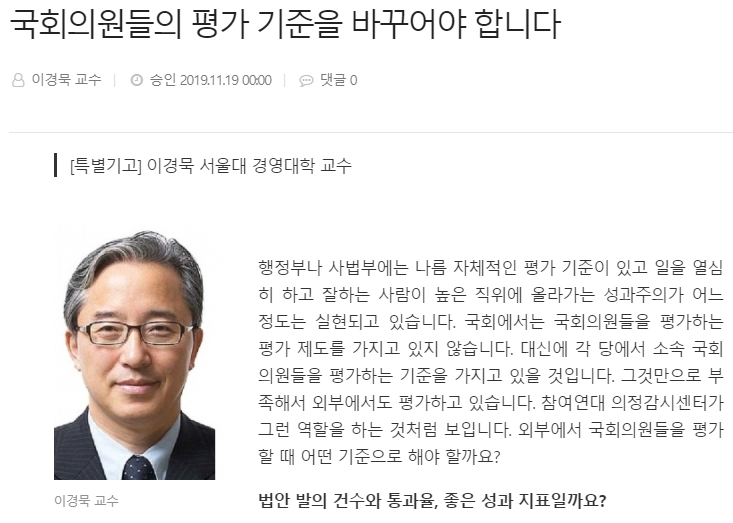 국회의원들의 평가 기준을 바꾸어야 합니다
이경묵 교수 승인 2019.11.19 00:00 댓글 0
[특별기고] 이경묵 서울대 경영대학 교수
행정부나 사법부에는 나름 자체적인 평가 기준이 있고 일을 열심
히 하고 잘하는 사람이 높은 직위에 올라가는 성과주의가 어느
정도는 실현되고 있습니다. 국회에서는 국회의원들을 평가하는
평가 제도를 가지고 있지 않습니다. 대신에 각 당에서 소속 국회
의원들을 평가하는 기준을 가지고 있을 것입니다. 그것만으로 부
족해서 외부에서도 평가하고 있습니다. 참여연대 의정감시센터가
그런 역할을 하는 것처럼 보입니다. 외부에서 국회의원들을 평가
할 때 어떤 기준으로 해야 할까요?
이경묵 교수
법안 발의 건수와 통과율, 좋은 성과 지표일까요?